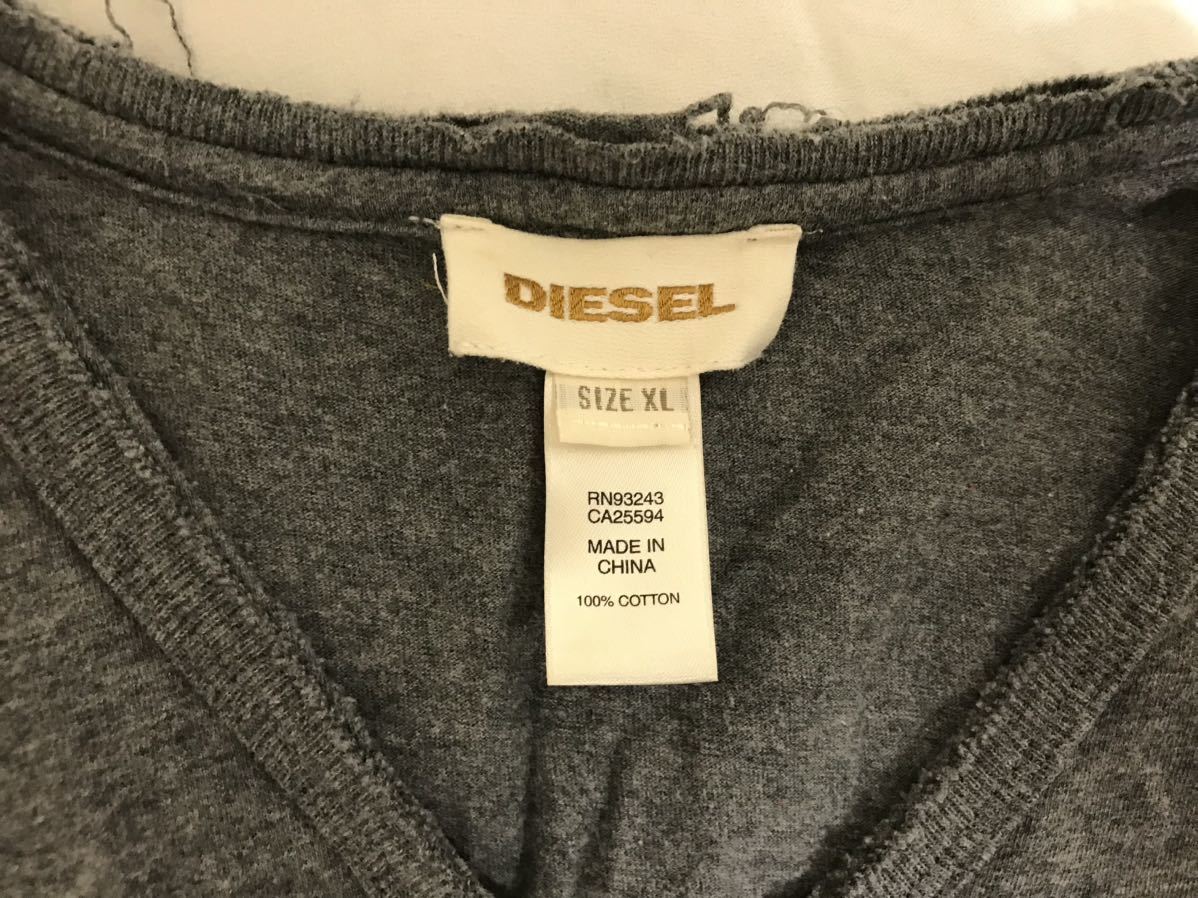 DIESEL
SIZE XL
RN93243
CA25594
MADE IN
CHINA
100% COTTON